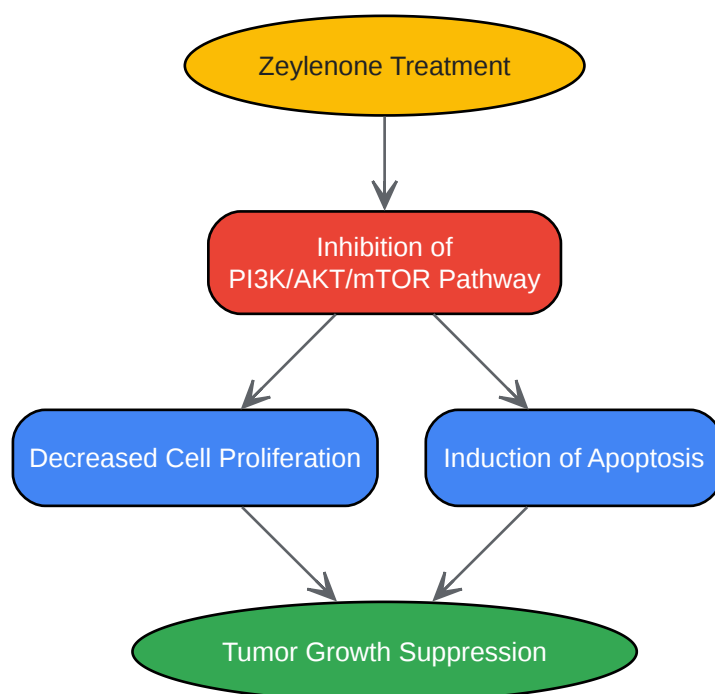 Zeylenone Treatment
Inhibition of
PI3K/AKT/mTOR Pathway
Decreased Cell Proliferation
Induction of Apoptosis
Tumor Growth Suppression